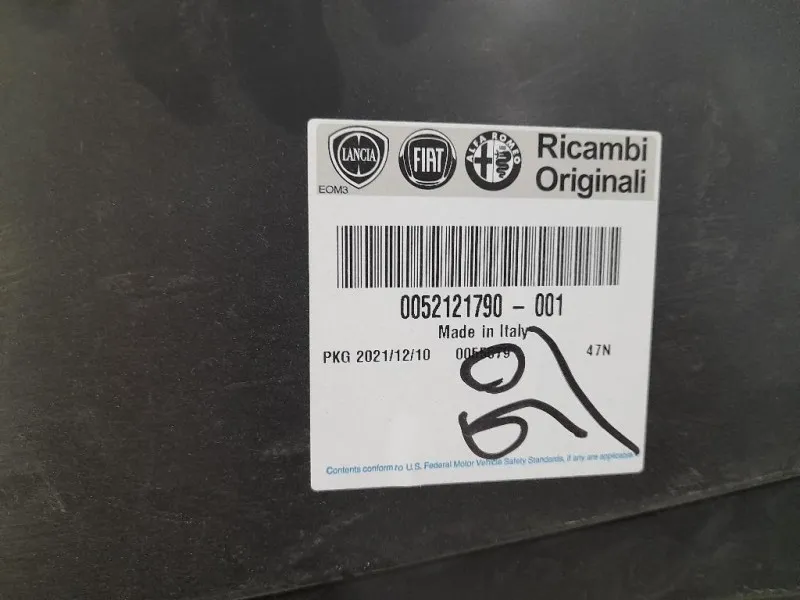 LANCIA
FIAT
ALFA ROMEO
Ricambi
Originali
EOM3
0052121790 - 001
Made in Italy
PKG 2021/12/10
47N
Contents conform to U.S. Federal Motor Vehicle Safety Standards, if any are applicable